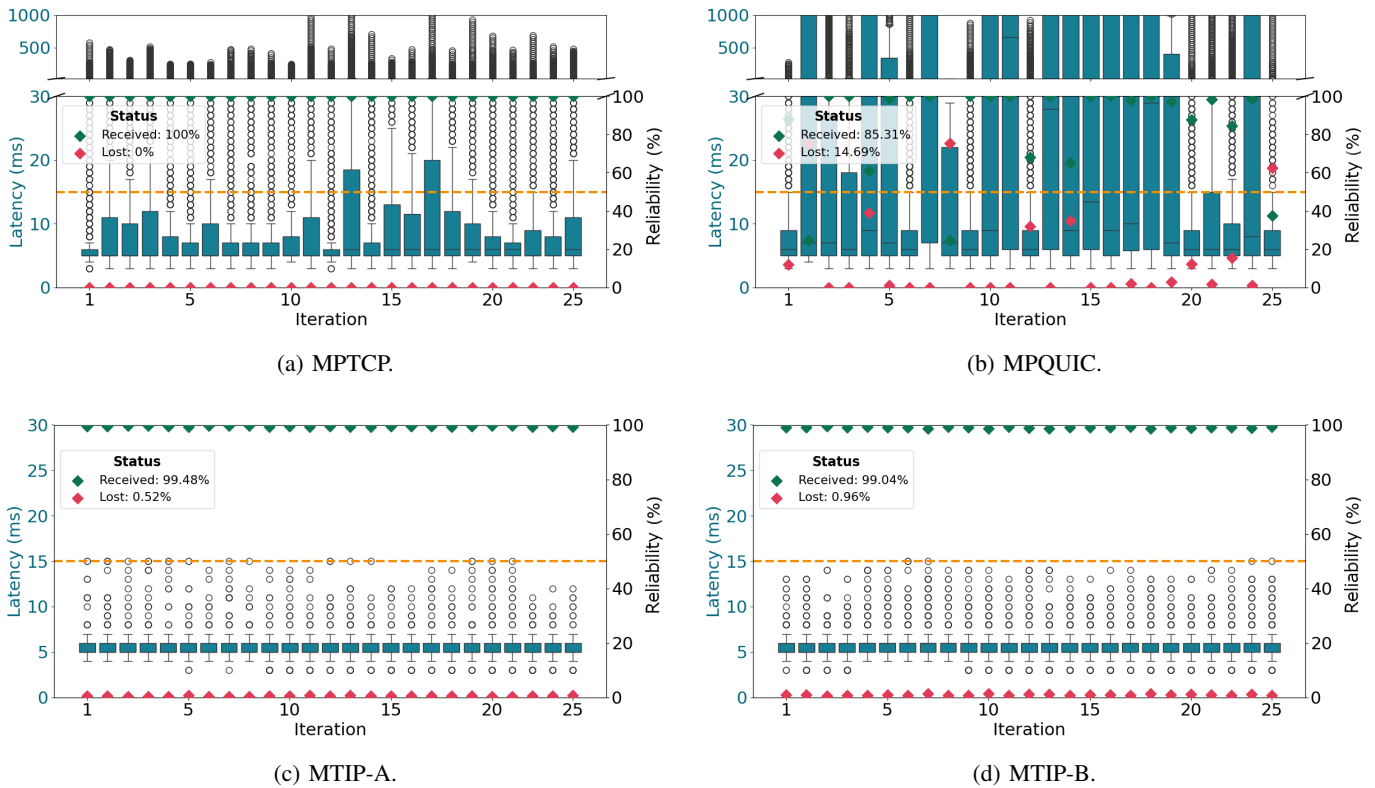 1000
500
30
20
10
0
Latency (ms)
Status
Received: 100%
Lost: 0%
100
80
60
40
20
0
Reliability (%)
1 5 10 15 20 25
Iteration
(a) MPTCP.
1000
500
30
20
10
0
Latency (ms)
Status
Received: 85.31%
Lost: 14.69%
100
80
60
40
20
0
Reliability (%)
1 5 10 15 20 25
Iteration
(b) MPQUIC.
30
25
20
15
10
5
0
Latency (ms)
Status
Received: 99.48%
Lost: 0.52%
100
80
60
40
20
0
Reliability (%)
1 5 10 15 20 25
Iteration
(c) MTIP-A.
30
25
20
15
10
5
0
Latency (ms)
Status
Received: 99.04%
Lost: 0.96%
100
80
60
40
20
0
Reliability (%)
1 5 10 15 20 25
Iteration
(d) MTIP-B.